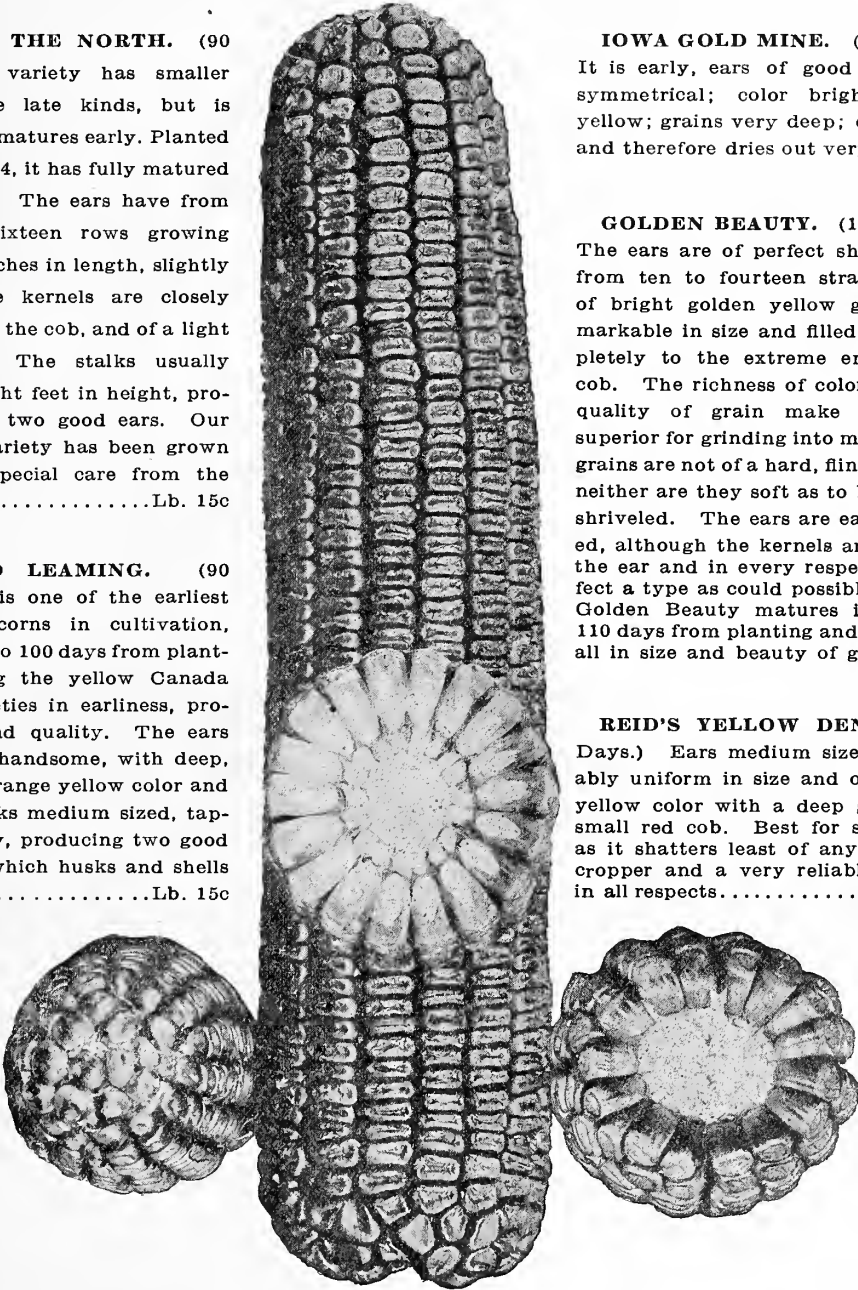 THE NORTH. (90
variety has smaller
late kinds, but is
matures early. Planted
4, it has fully matured
The ears have from
ixteen rows growing
ches in length, slightly
kernels are closely
the cob, and of a light
The stalks usually
ght feet in height, pro-
two good ears. Our
ariety has been grown
pecial care from the
..............Lb. 15c
LEAMING. (90
is one of the earliest
corns in cultivation,
o 100 days from plant-
g the yellow Canada
eties in earliness, pro-
nd quality. The ears
handsome, with deep,
range yellow color and
ks medium sized, tap-
y, producing two good
which husks and shells
..............Lb. 15c
IOWA GOLD MINE. (
It is early, ears of good
symmetrical; color brigh
yellow; grains very deep;
and therefore dries out ver
GOLDEN BEAUTY. (1
The ears are of perfect sh
from ten to fourteen stra
of bright golden yellow g
markable in size and filled
pletely to the extreme en
cob. The richness of color
quality of grain make
superior for grinding into m
grains are not of a hard, flin
neither are they soft as to
shriveled. The ears are ea
ed, although the kernels ar
the ear and in every respe
fect a type as could possibl
Golden Beauty matures i
110 days from planting and
all in size and beauty of g
REID'S YELLOW DEN
Days.) Ears medium size
ably uniform in size and o
yellow color with a deep
small red cob. Best for s
as it shatters least of any
cropper and a very reliabl
in all respects............